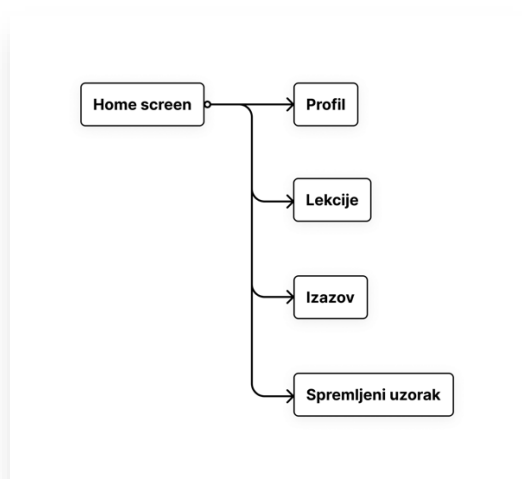 Home screen
Profil
Lekcije
Izazov
Spremljeni uzorak